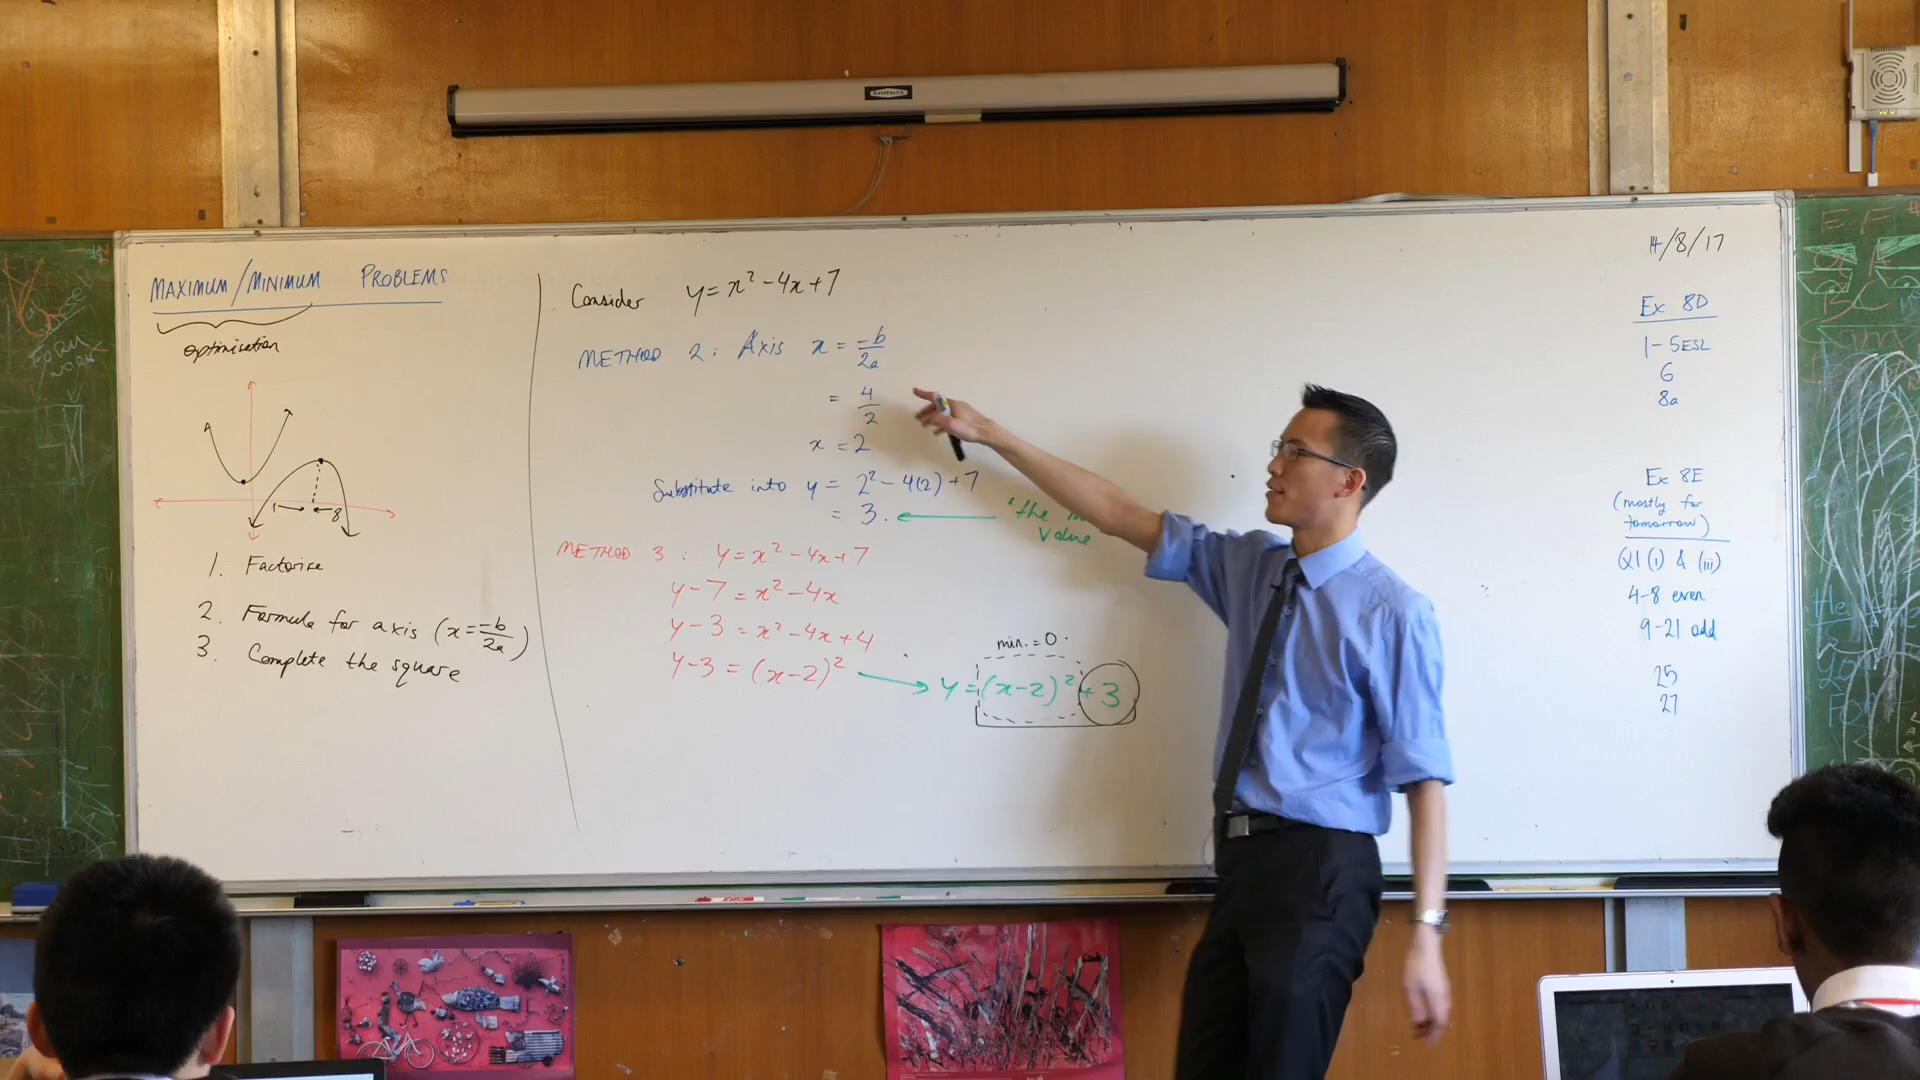 MAXIMUM/MINIMUM PROBLEMS
optimisation
1 8
1. Factorise
2. Formula for axis (x = -b/2a)
3. Complete the square
Consider y = x² - 4x + 7
METHOD 2: Axis x = -b/2a
= 4/2
x = 2
Substitute into y = 2² - 4(2) + 7
= 3. "the
Value
METHOD 3: y = x² - 4x + 7
y - 7 = x² - 4x
y - 3 = x² - 4x + 4
y - 3 = (x - 2)²
min. = 0.
y = (x - 2)² + 3
14/8/17
Ex 8D
1-5ESL
6
8a
Ex 8E
(mostly for
tomorrow)
Q1 (i) & (iii)
4-8 even
9-21 odd
25
27